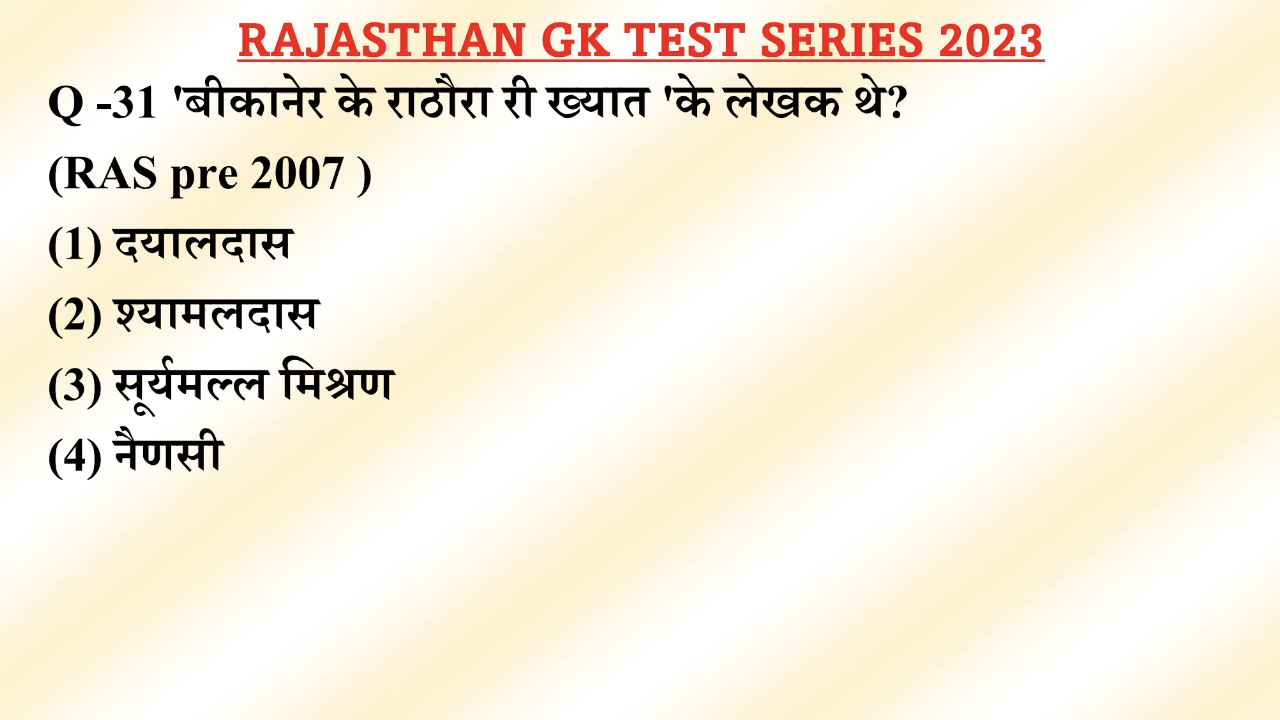 RAJASTHAN GK TEST SERIES 2023
Q -31 'बीकानेर के राठौरा री ख्यात 'के लेखक थे?
(RAS pre 2007 )
(1) दयालदास
(2) श्यामलदास
(3) सूर्यमल्ल मिश्रण
(4) नैणसी